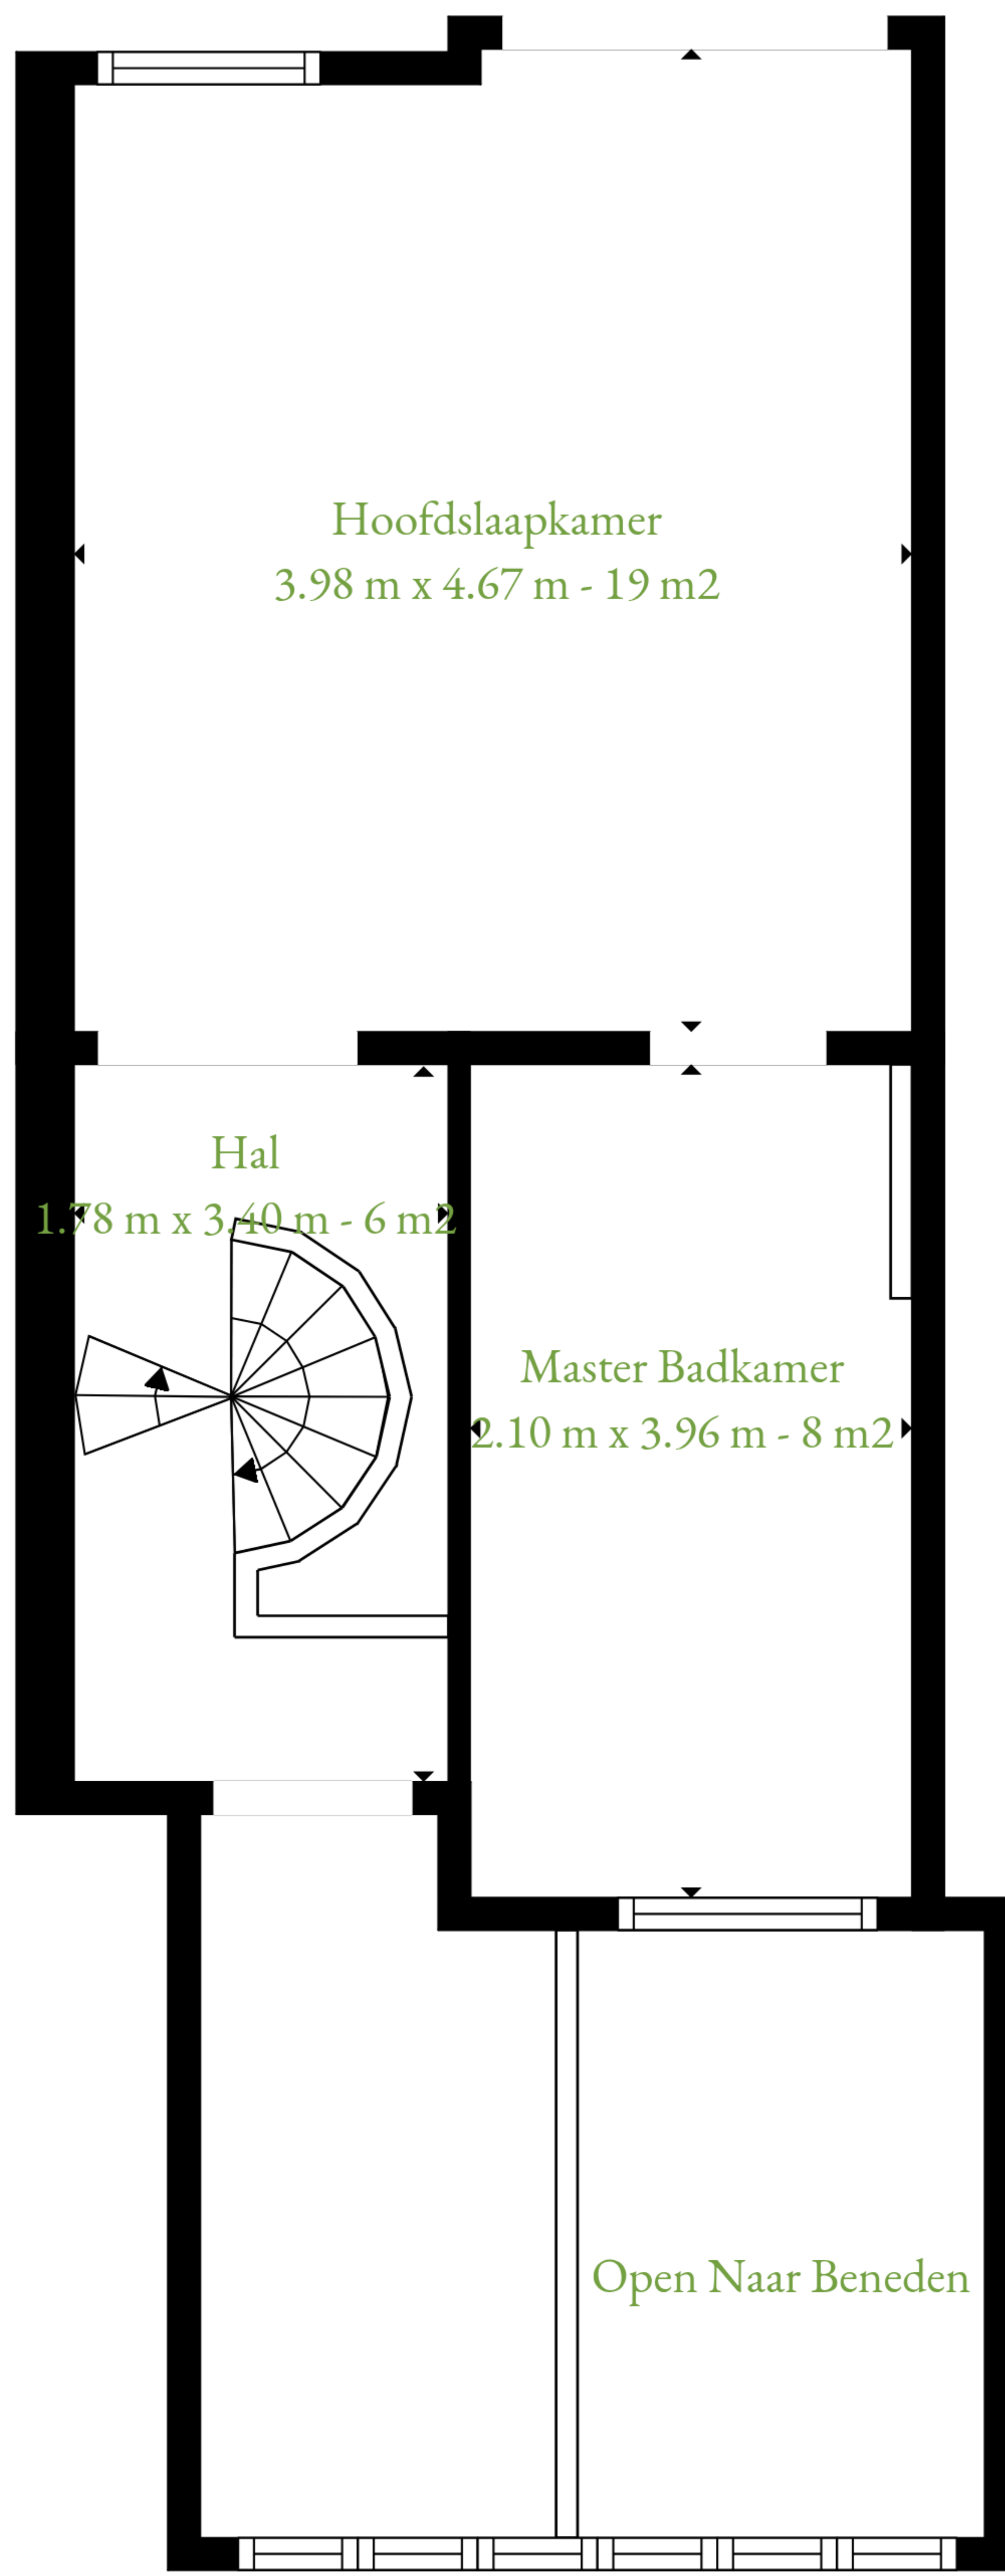 Hoofdslaapkamer
3.98 m x 4.67 m - 19 m2
Hal
1.78 m x 3.40 m - 6 m2
Master Badkamer
2.10 m x 3.96 m - 8 m2
Open Naar Beneden